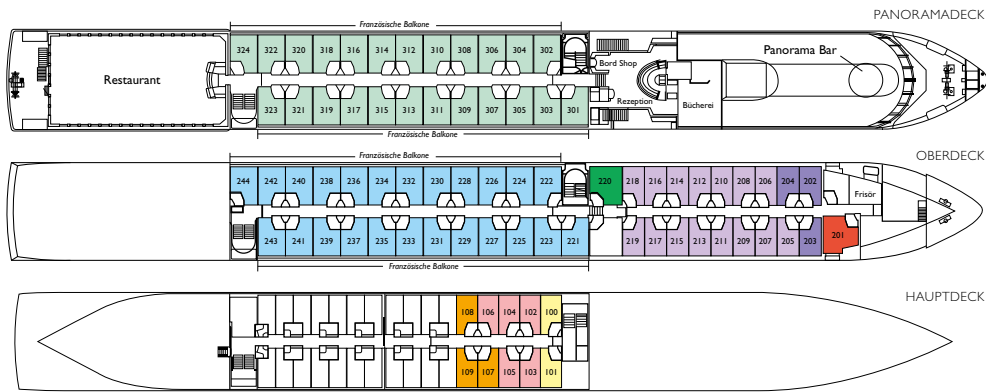 PANORAMADECK
Französische Balkone
324 322 320 318 316 314 312 310 308 306 304 302
Restaurant
Bord Shop
Panorama Bar
Rezeption
Bücherei
323 321 319 317 315 313 311 309 307 305 303 301
Französische Balkone
OBERDECK
Französische Balkone
244 242 240 238 236 234 232 230 228 226 224 222 220 218 216 214 212 210 208 206 204 202
Frisör
243 241 239 237 235 233 231 229 227 225 223 221 219 217 215 213 211 209 207 205 203 201
Französische Balkone
HAUPTDECK
108 106 104 102 100
109 107 105 103 101